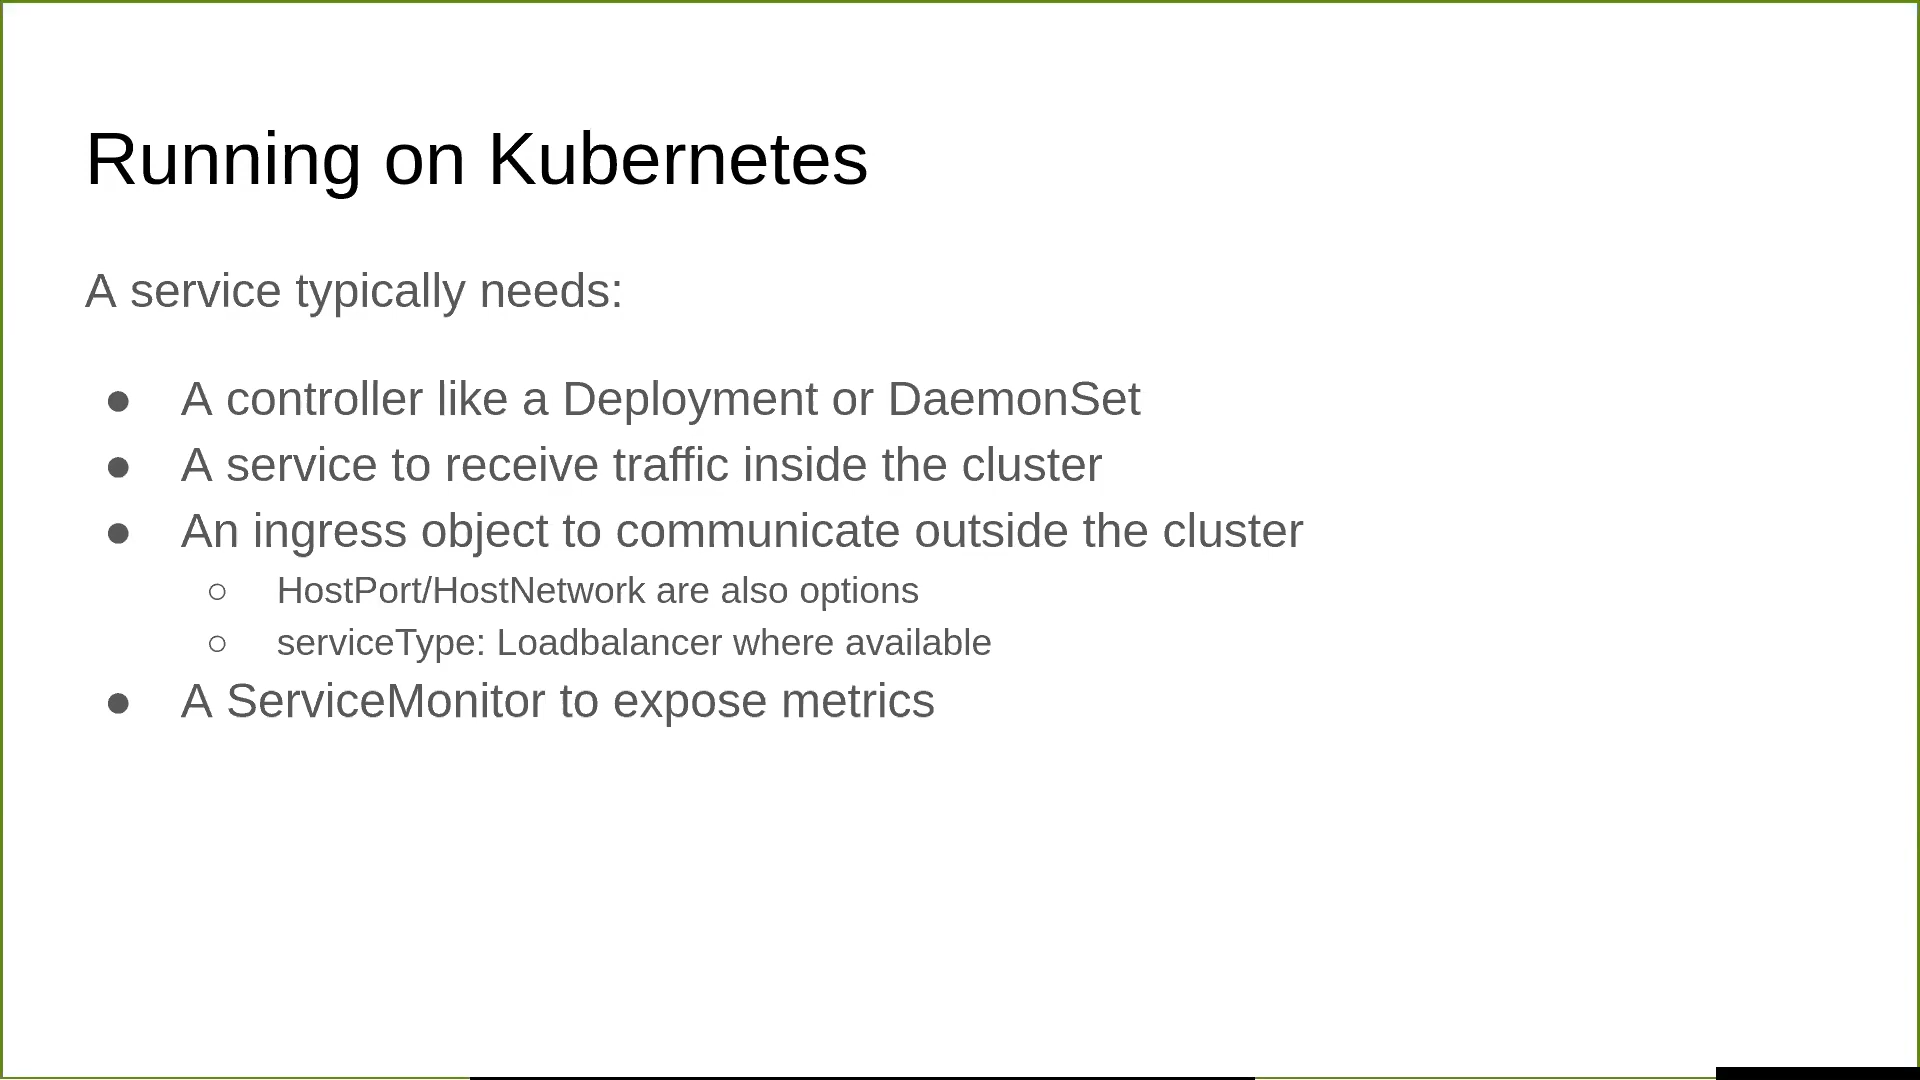 Running on Kubernetes
A service typically needs:
● A controller like a Deployment or DaemonSet
● A service to receive traffic inside the cluster
● An ingress object to communicate outside the cluster
○ HostPort/HostNetwork are also options
○ serviceType: Loadbalancer where available
● A ServiceMonitor to expose metrics